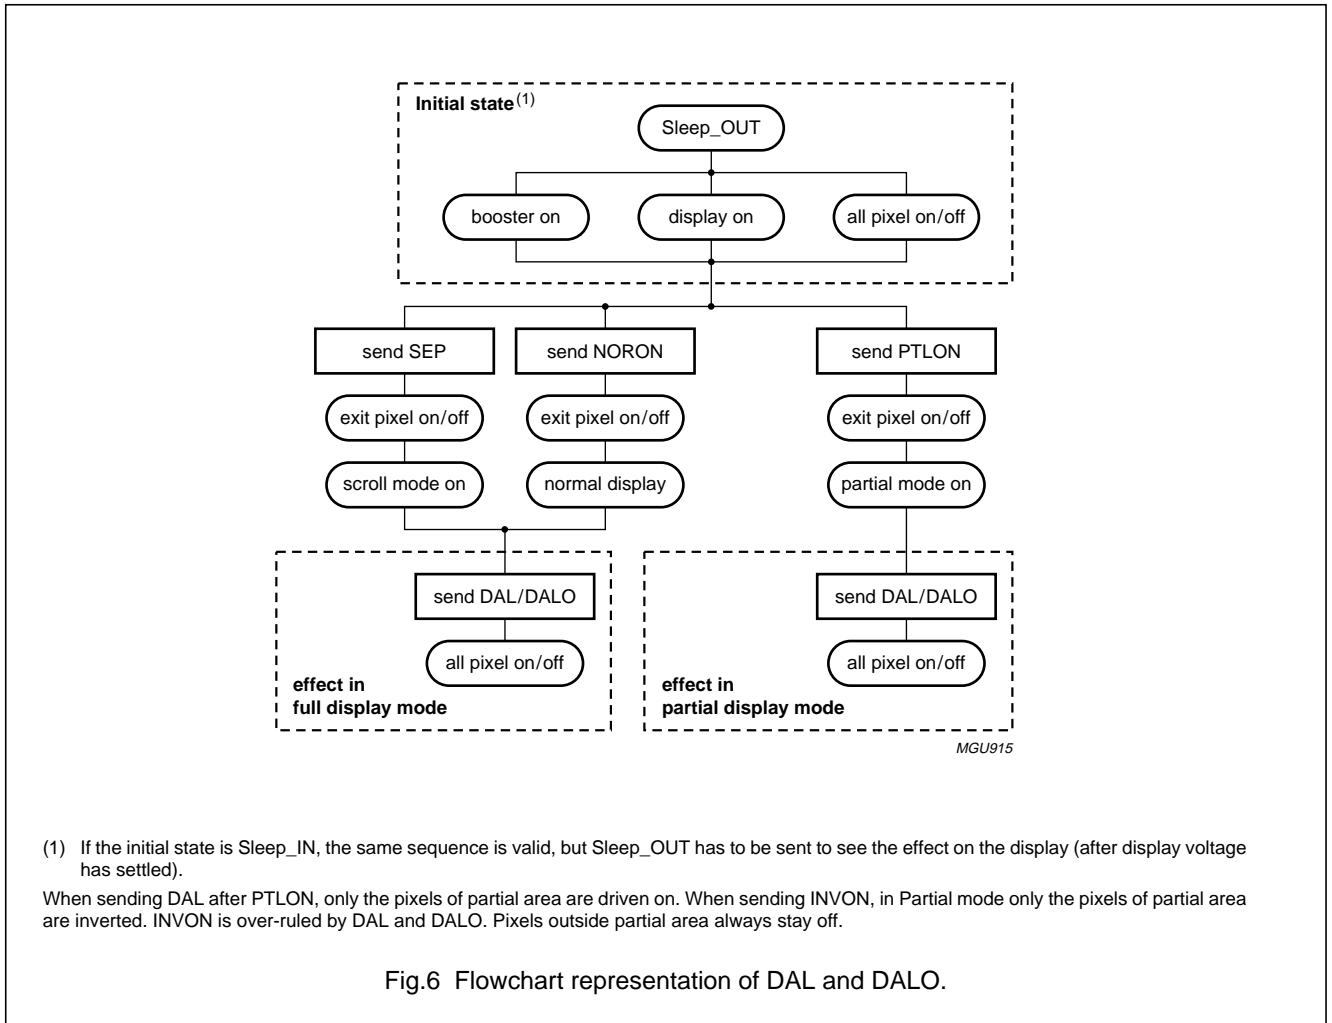 Initial state(1)
Sleep_OUT
booster on
display on
all pixel on/off
send SEP
send NORON
send PTLON
exit pixel on/off
exit pixel on/off
exit pixel on/off
scroll mode on
normal display
partial mode on
send DAL/DALO
send DAL/DALO
all pixel on/off
all pixel on/off
effect in
full display mode
effect in
partial display mode
MGU915
(1) If the initial state is Sleep_IN, the same sequence is valid, but Sleep_OUT has to be sent to see the effect on the display (after display voltage
has settled).
When sending DAL after PTLON, only the pixels of partial area are driven on. When sending INVON, in Partial mode only the pixels of partial area
are inverted. INVON is over-ruled by DAL and DALO. Pixels outside partial area always stay off.
Fig.6 Flowchart representation of DAL and DALO.